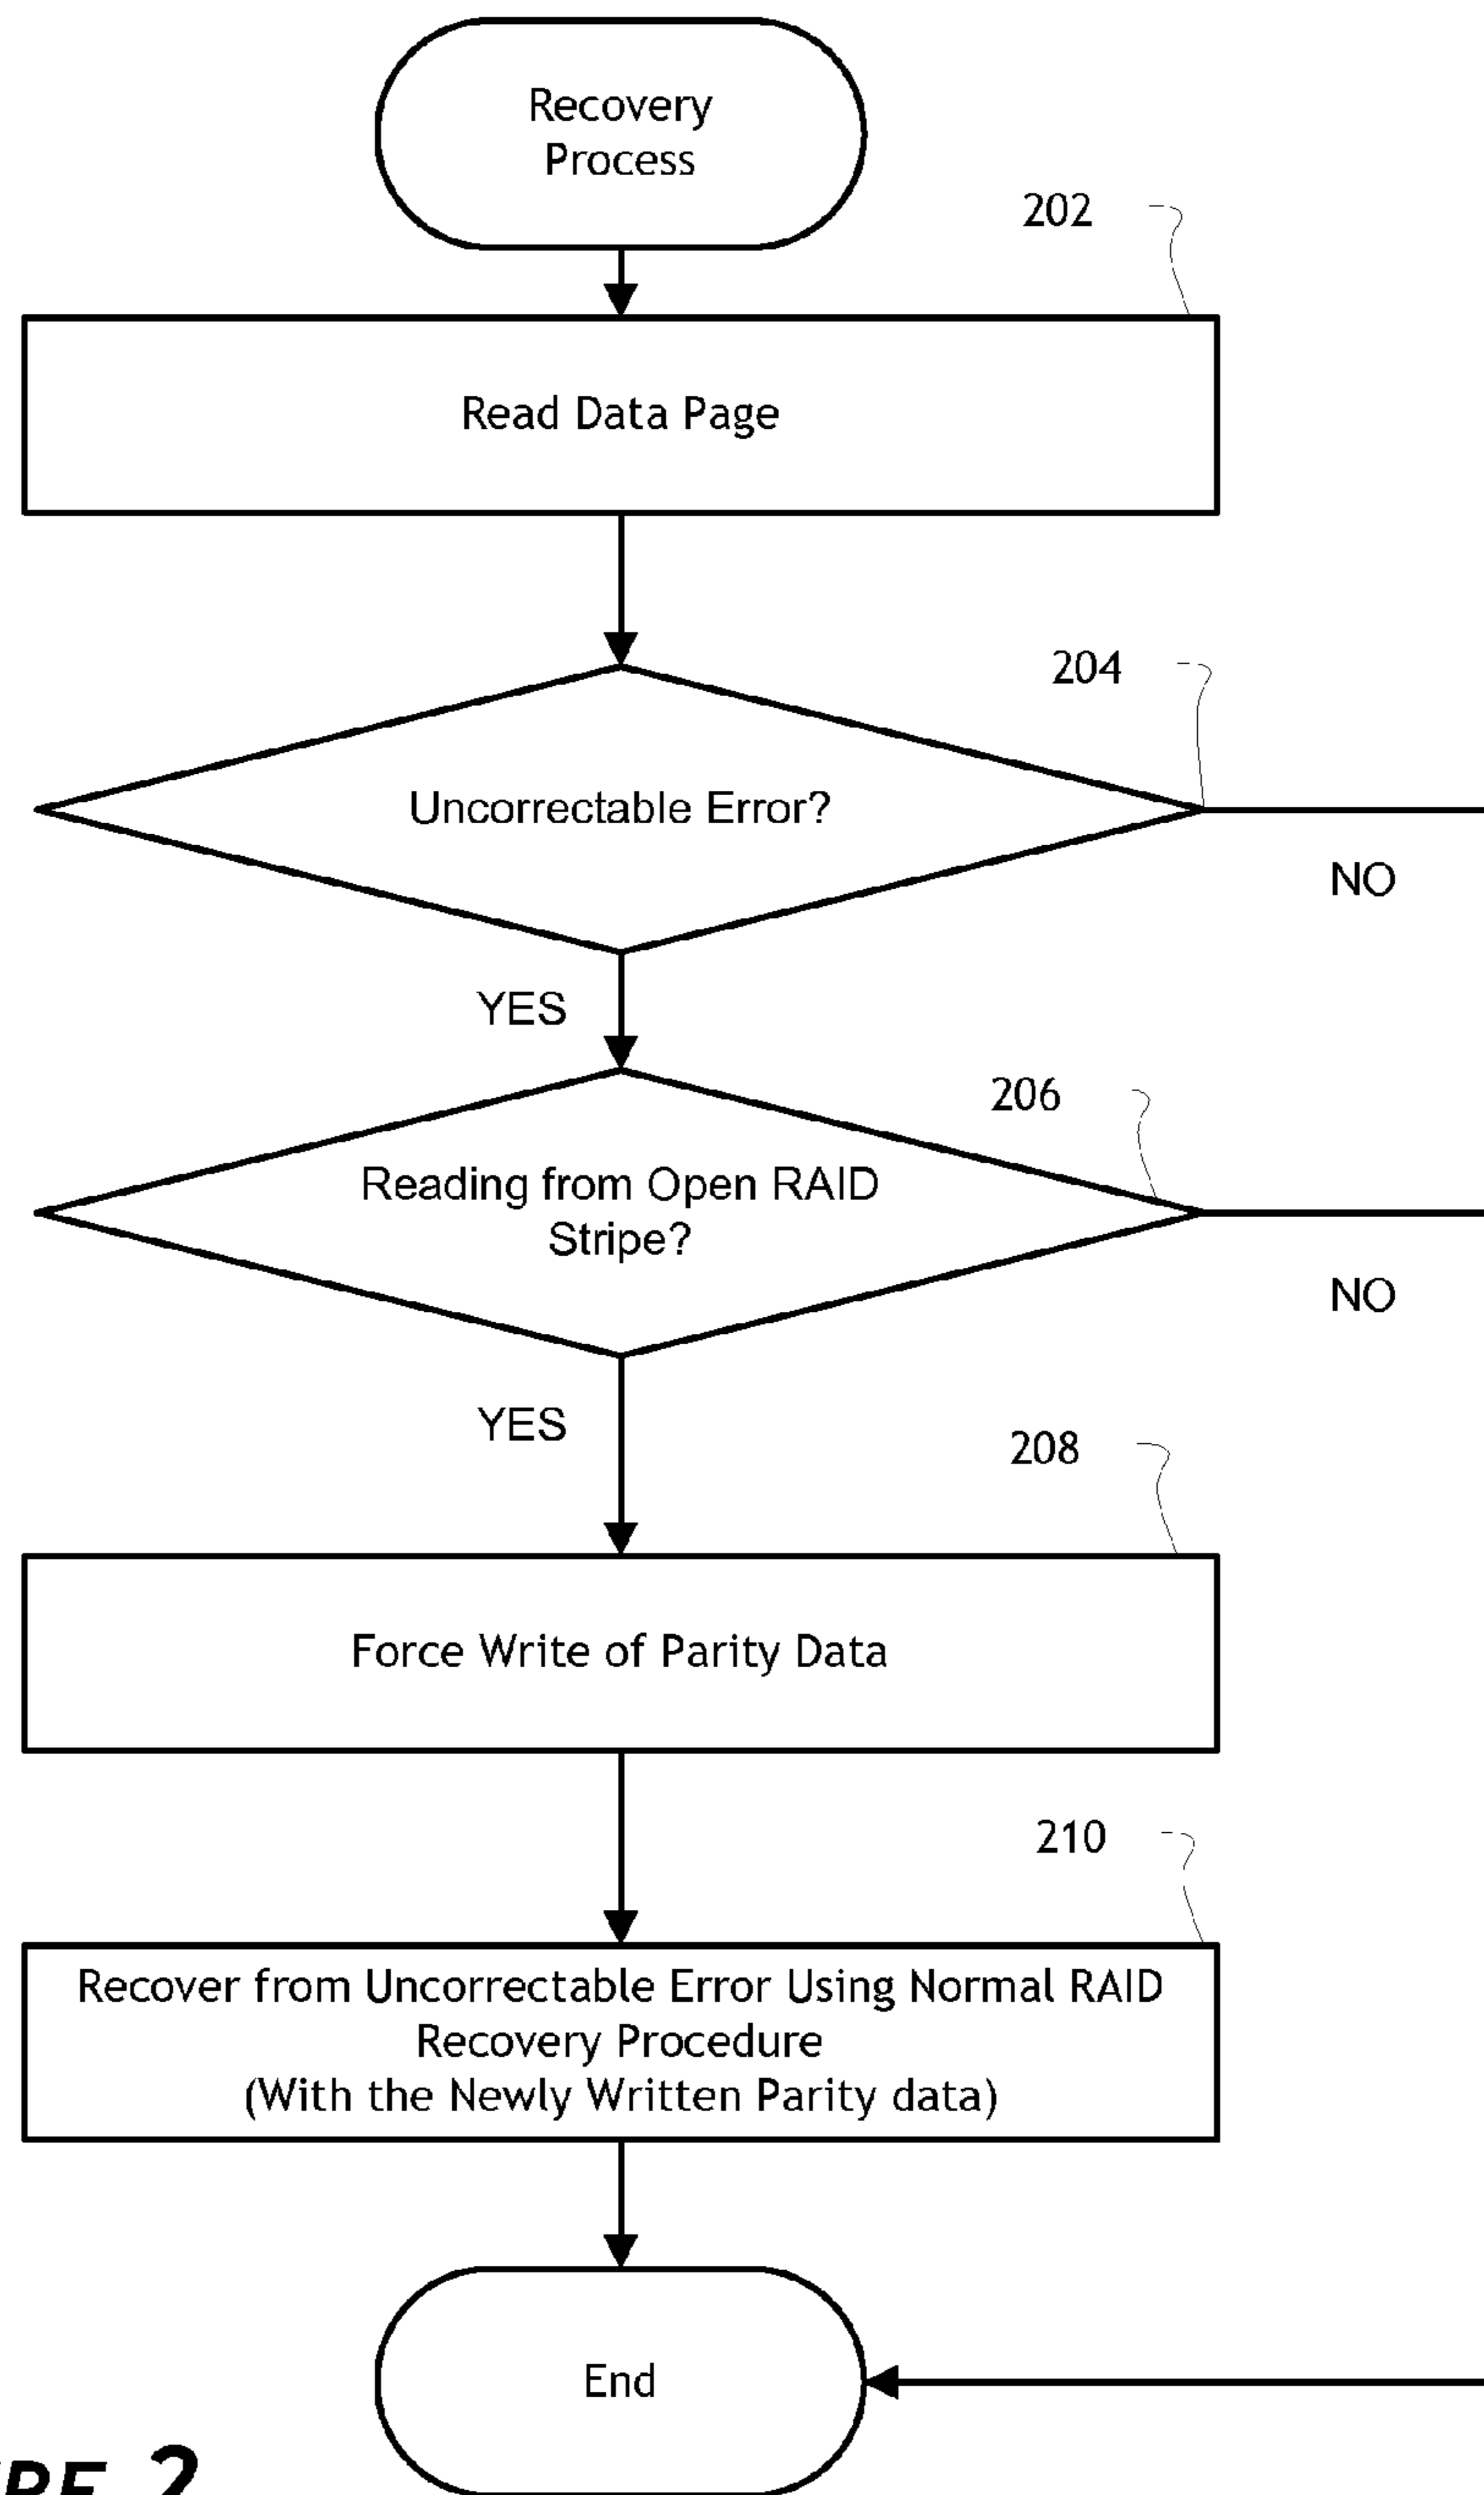 Recovery
Process
202
Read Data Page
204
Uncorrectable Error?
NO
YES
206
Reading from Open RAID
Stripe?
NO
YES
208
Force Write of Parity Data
210
Recover from Uncorrectable Error Using Normal RAID
Recovery Procedure
(With the Newly Written Parity data)
End
2